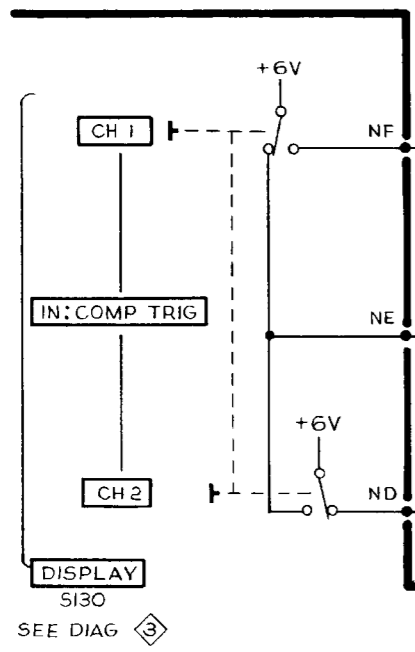 +6V
CH 1
NF
IN: COMP TRIG
NE
+6V
CH 2
ND
DISPLAY
S130
SEE DIAG 3